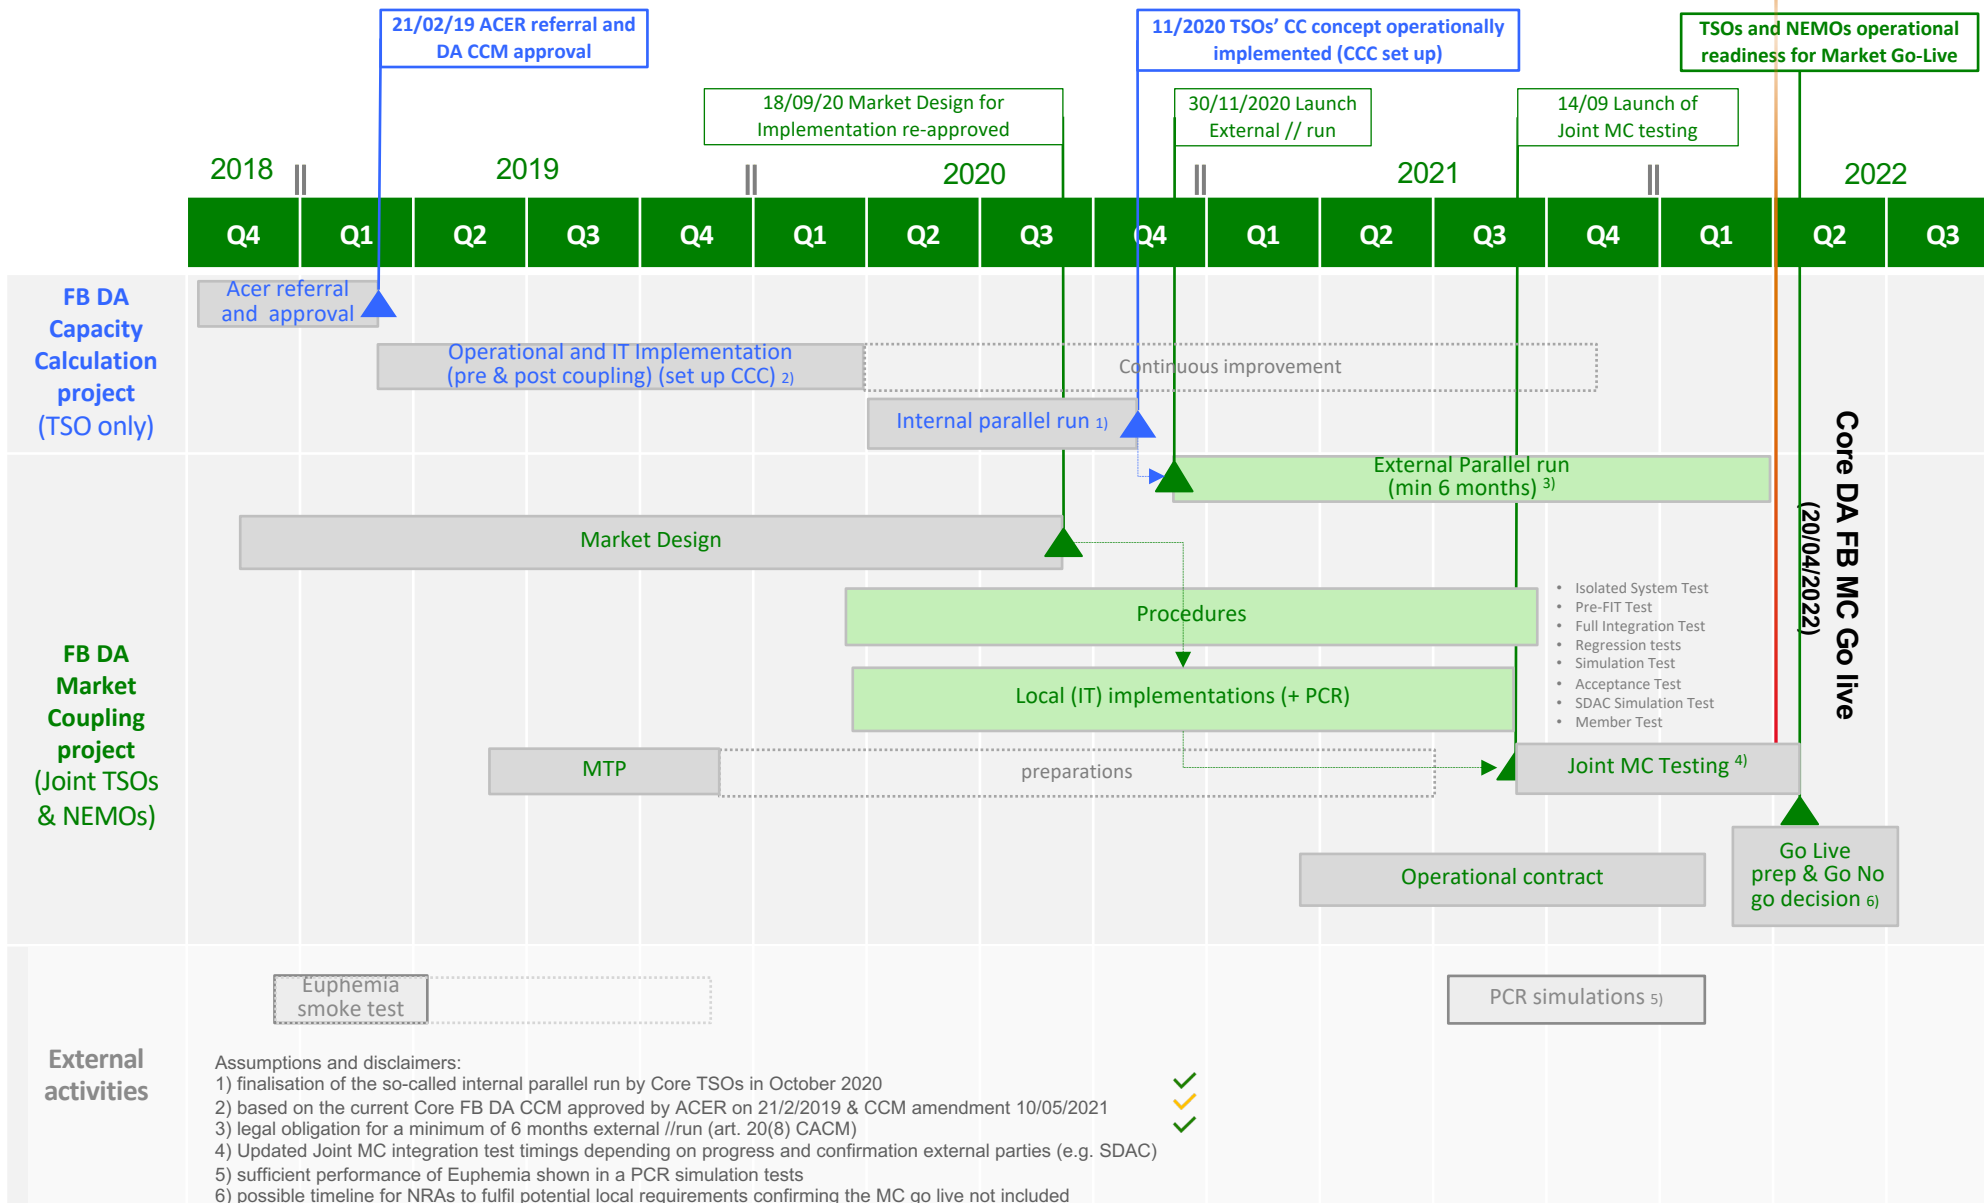 21/02/19 ACER referral and
DA CCM approval
11/2020 TSOs' CC concept operationally
implemented (CCC set up)
TSOs and NEMOs operational
readiness for Market Go-Live
18/09/20 Market Design for
Implementation re-approved
30/11/2020 Launch
External // run
14/09 Launch of
Joint MC testing
2018 || 2019 || 2020 || 2021 || 2022
Q4 Q1 Q2 Q3 Q4 Q1 Q2 Q3 Q4 Q1 Q2 Q3 Q4 Q1 Q2 Q3
FB DA
Capacity
Calculation
project
(TSO only)
Acer referral
and approval
Operational and IT Implementation
(pre & post coupling) (set up CCC) 2)
Continuous improvement
Internal parallel run 1)
External Parallel run
(min 6 months) 3)
Core DA FB MC Go live
(20/04/2022)
FB DA
Market
Coupling
project
(Joint TSOs
& NEMOs)
Market Design
Procedures
Local (IT) implementations (+ PCR)
• Isolated System Test
• Pre-FIT Test
• Full Integration Test
• Regression tests
• Simulation Test
• Acceptance Test
• SDAC Simulation Test
• Member Test
MTP
preparations
Joint MC Testing 4)
Operational contract
Go Live
prep & Go No
go decision 6)
External
activities
Euphemia
smoke test
PCR simulations 5)
Assumptions and disclaimers:
1) finalisation of the so-called internal parallel run by Core TSOs in October 2020
2) based on the current Core FB DA CCM approved by ACER on 21/2/2019 & CCM amendment 10/05/2021
3) legal obligation for a minimum of 6 months external //run (art. 20(8) CACM)
4) Updated Joint MC integration test timings depending on progress and confirmation external parties (e.g. SDAC)
5) sufficient performance of Euphemia shown in a PCR simulation tests
6) possible timeline for NRAs to fulfil potential local requirements confirming the MC go live not included